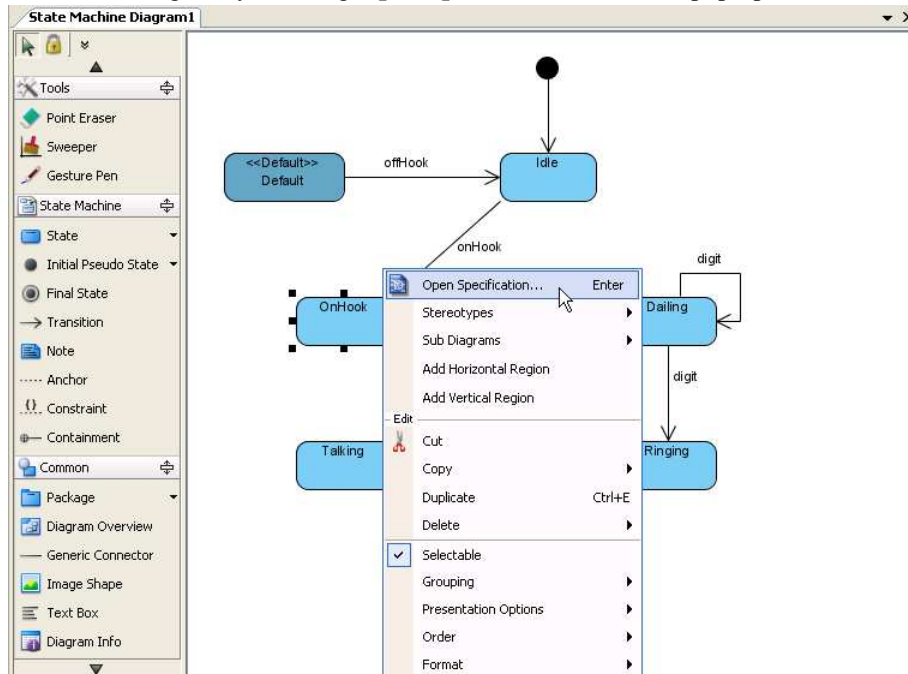 State Machine Diagram1
Tools
Point Eraser
Sweeper
Gesture Pen
State Machine
State
Initial Pseudo State
Final State
Transition
Note
Anchor
Constraint
Containment
Common
Package
Diagram Overview
Generic Connector
Image Shape
Text Box
Diagram Info
<<Default>>
Default
offHook
Idle
onHook
digit
OnHook
Dailing
digit
Talking
Ringing
Open Specification... Enter
Stereotypes
Sub Diagrams
Add Horizontal Region
Add Vertical Region
Edit
Cut
Copy
Duplicate Ctrl+E
Delete
Selectable
Grouping
Presentation Options
Order
Format